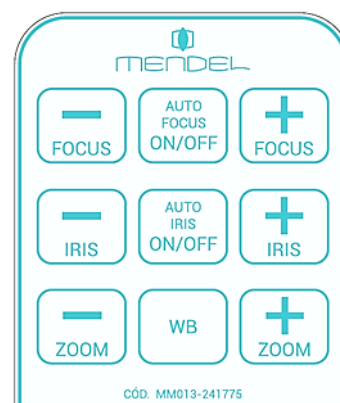 MENDEL
− FOCUS
AUTO
FOCUS
ON/OFF
+ FOCUS
− IRIS
AUTO
IRIS
ON/OFF
+ IRIS
− ZOOM
WB
+ ZOOM
CÓD. MM013-241775